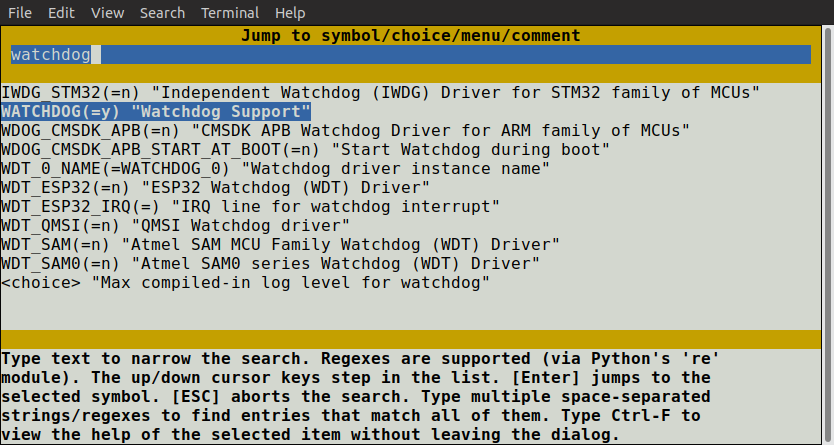 File Edit View Search Terminal Help
Jump to symbol/choice/menu/comment
watchdog
IWDG_STM32(=n) "Independent Watchdog (IWDG) Driver for STM32 family of MCUs"
WATCHDOG(=y) "Watchdog Support"
WDOG_CMSDK_APB(=n) "CMSDK APB Watchdog Driver for ARM family of MCUs"
WDOG_CMSDK_APB_START_AT_BOOT(=n) "Start Watchdog during boot"
WDT_0_NAME(=WATCHDOG_0) "Watchdog driver instance name"
WDT_ESP32(=n) "ESP32 Watchdog (WDT) Driver"
WDT_ESP32_IRQ(=) "IRQ line for watchdog interrupt"
WDT_QMSI(=n) "QMSI Watchdog driver"
WDT_SAM(=n) "Atmel SAM MCU Family Watchdog (WDT) Driver"
WDT_SAM0(=n) "Atmel SAM0 series Watchdog (WDT) Driver"
<choice> "Max compiled-in log level for watchdog"
Type text to narrow the search. Regexes are supported (via Python's 're'
module). The up/down cursor keys step in the list. [Enter] jumps to the
selected symbol. [ESC] aborts the search. Type multiple space-separated
strings/regexes to find entries that match all of them. Type Ctrl-F to
view the help of the selected item without leaving the dialog.